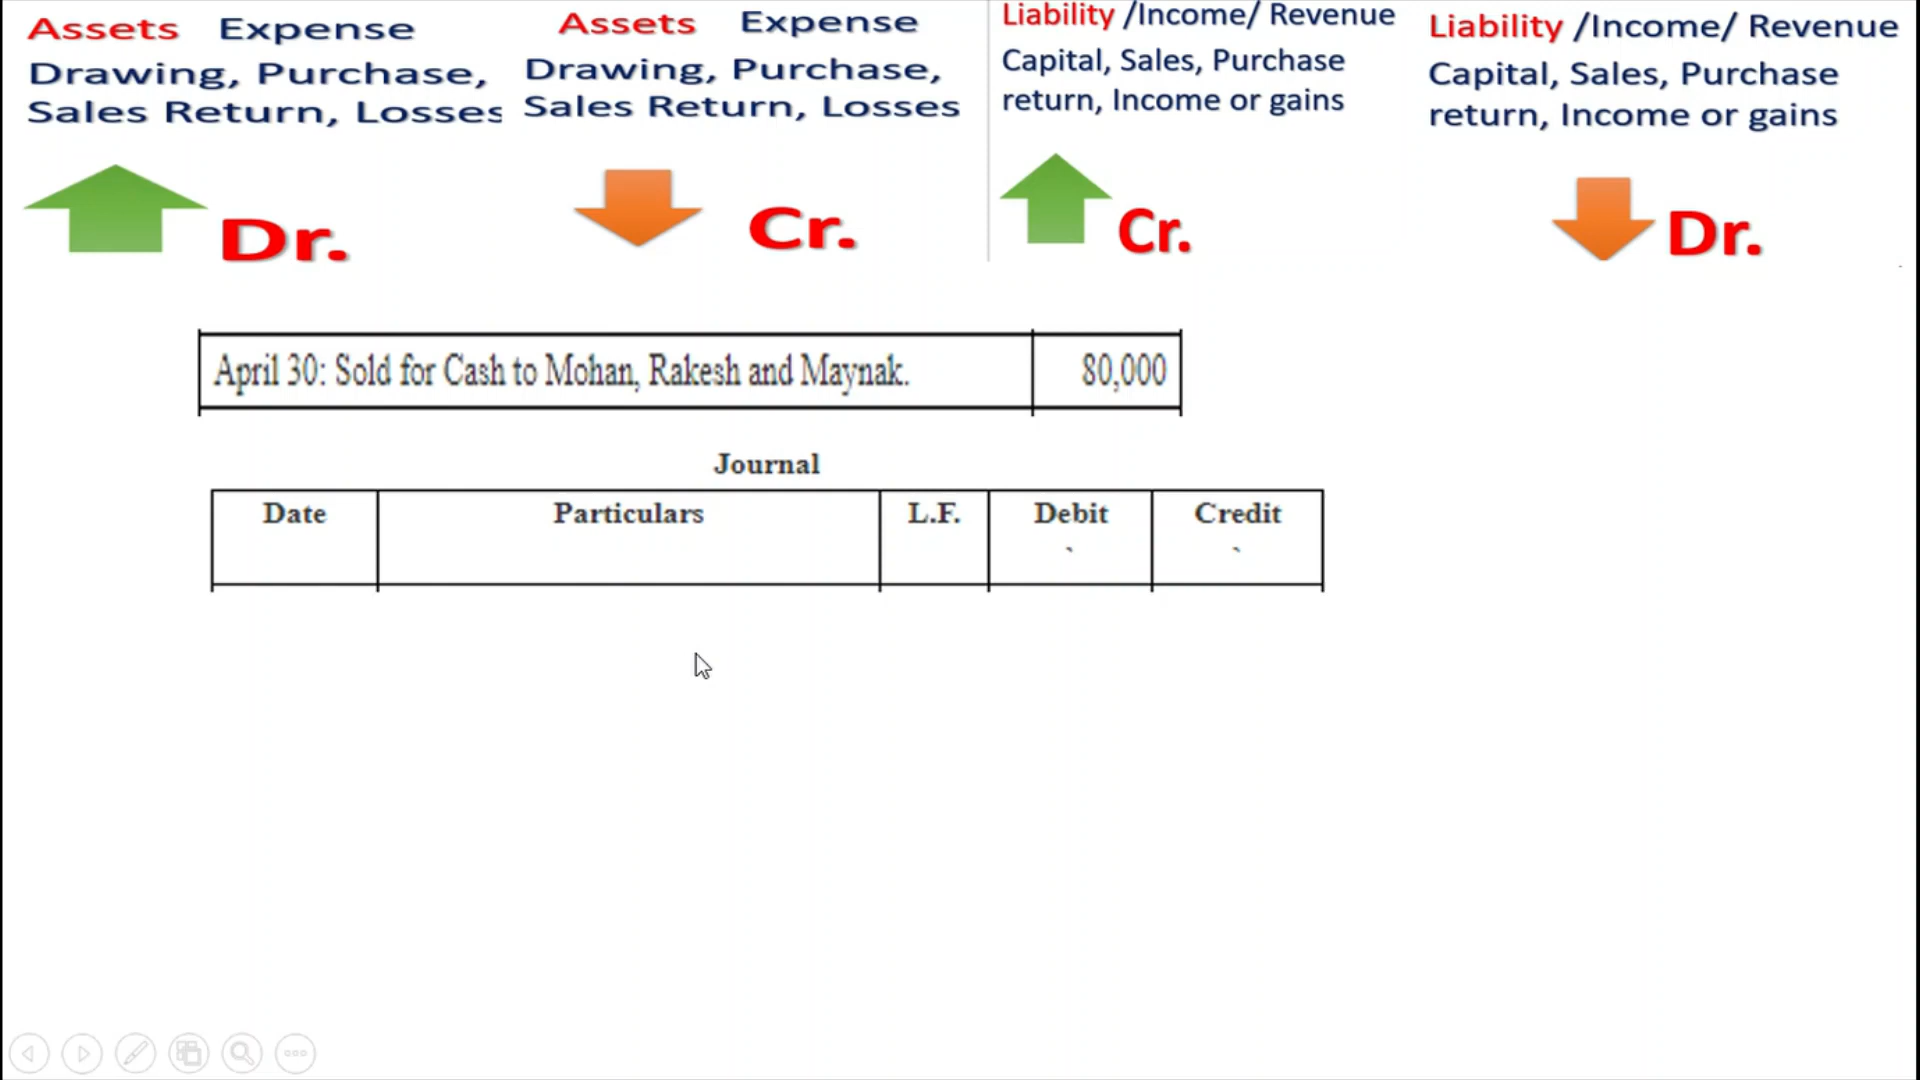 Assets Expense
Drawing, Purchase,
Sales Return, Losses
Dr.
Assets Expense
Drawing, Purchase,
Sales Return, Losses
Cr.
Liability /Income/ Revenue
Capital, Sales, Purchase
return, Income or gains
Cr.
Liability /Income/ Revenue
Capital, Sales, Purchase
return, Income or gains
Dr.
April 30: Sold for Cash to Mohan, Rakesh and Maynak. 80,000
Journal
Date Particulars L.F. Debit Credit
` `